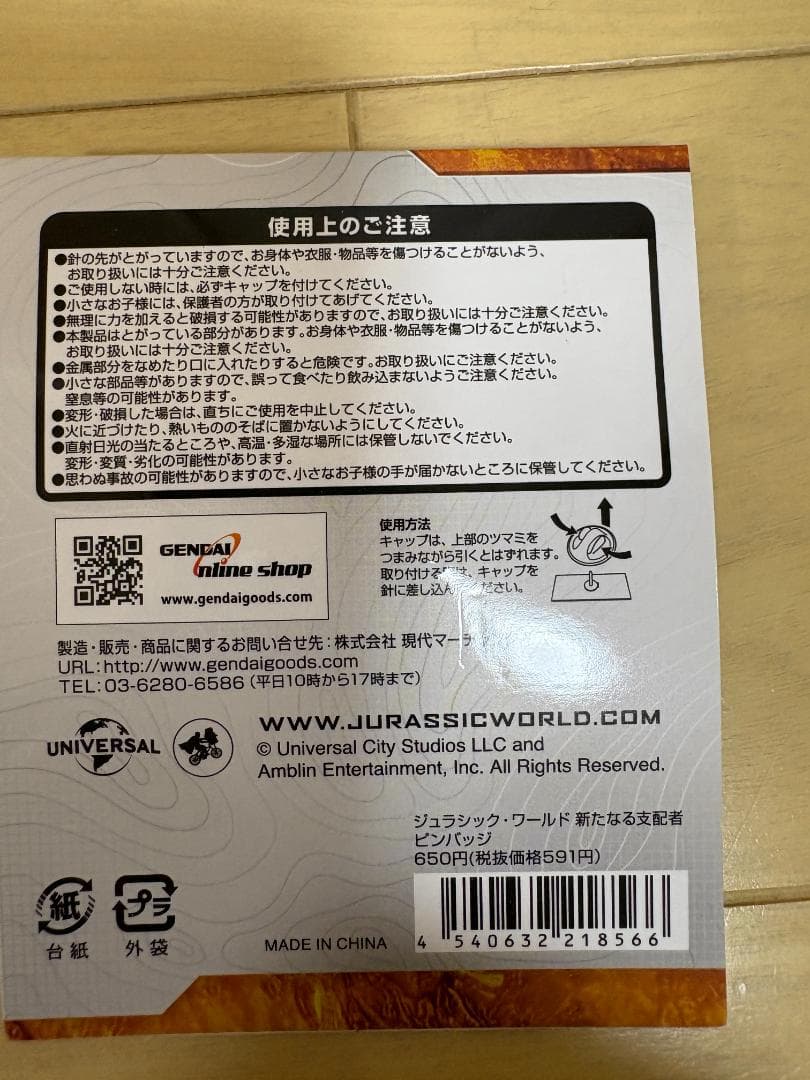 使用上のご注意
●針の先がとがっていますので、お身体や衣服・物品等を傷つけることがないよう、
お取り扱いには十分ご注意ください。
●ご使用しない時には、必ずキャップを付けてください。
●小さなお子様には、保護者の方が取り付けてあげてください。
●無理に力を加えると破損する可能性がありますので、お取り扱いには十分ご注意ください。
●本製品はとがっている部分があります。お身体や衣服・物品等を傷つけることがないよう、
お取り扱いには十分ご注意ください。
●金属部分をなめたり口に入れたりすると危険です。お取り扱いにご注意ください。
●小さな部品等がありますので、誤って食べたり飲み込まないようご注意ください。
窒息等の可能性があります。
●変形・破損した場合は、直ちにご使用を中止してください。
●火に近づけたり、熱いもののそばに置かないようにしてください。
●直射日光の当たるところや、高温・多湿な場所には保管しないでください。
変形・変質・劣化の可能性があります。
●思わぬ事故の可能性がありますので、小さなお子様の手が届かないところに保管してください。
GENDAI
Online Shop
www.gendaigoods.com
使用方法
キャップは、上部のツマミを
つまみながら引くとはずれます。
取り付ける は、キャップを
針に差し込ん ださい。
製造・販売・商品に関するお問い合せ先：株式会社 現代マー
URL:http://www.gendaigoods.com
TEL:03-6280-6586（平日10時から17時まで）
UNIVERSAL
WWW.JURASSICWORLD.COM
© Universal City Studios LLC and
Amblin Entertainment, Inc. All Rights Reserved.
ジュラシック・ワールド 新たなる支配者
ピンバッジ
650円(税抜価格591円)
紙
台紙
プラ
外袋
MADE IN CHINA
4 540632 218566